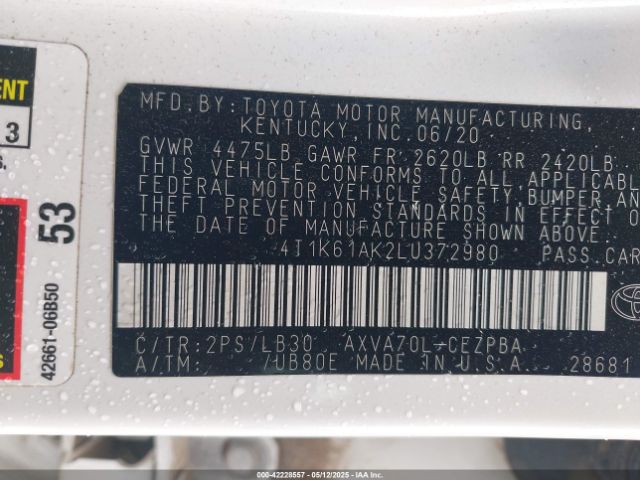 MFD.BY:TOYOTA MOTOR MANUFACTURING,
KENTUCKY,INC.06/20
GVWR 4475LB GAWR FR 2620LB RR 2420LB
THIS VEHICLE CONFORMS TO ALL APPLICABL
FEDERAL MOTOR VEHICLE SAFETY,BUMPER,AN
THEFT PREVENTION STANDARDS IN EFFECT O
THE DATE OF MANUFACTURE SHOWN ABOVE.
4T1K61AK2LU372980 PASS.CAR
C/TR:2PS/LB30 AXVA70L-CEZPBA
A/TM: /UB80E MADE IN U.S.A. 28681
TOYOTA
ENT
3
S.
53
42661-06B50
s
000-42228557 - 05/12/2025 - IAAI.CA